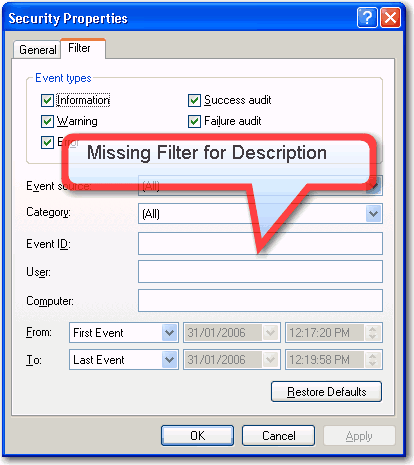 Security Properties
General Filter
Event types
Information Success audit
Warning Failure audit
Error
Missing Filter for Description
Event source: (All)
Category: (All)
Event ID:
User:
Computer:
From: First Event 31/01/2006 12:17:20 PM
To: Last Event 31/01/2006 12:19:58 PM
Restore Defaults
OK Cancel Apply